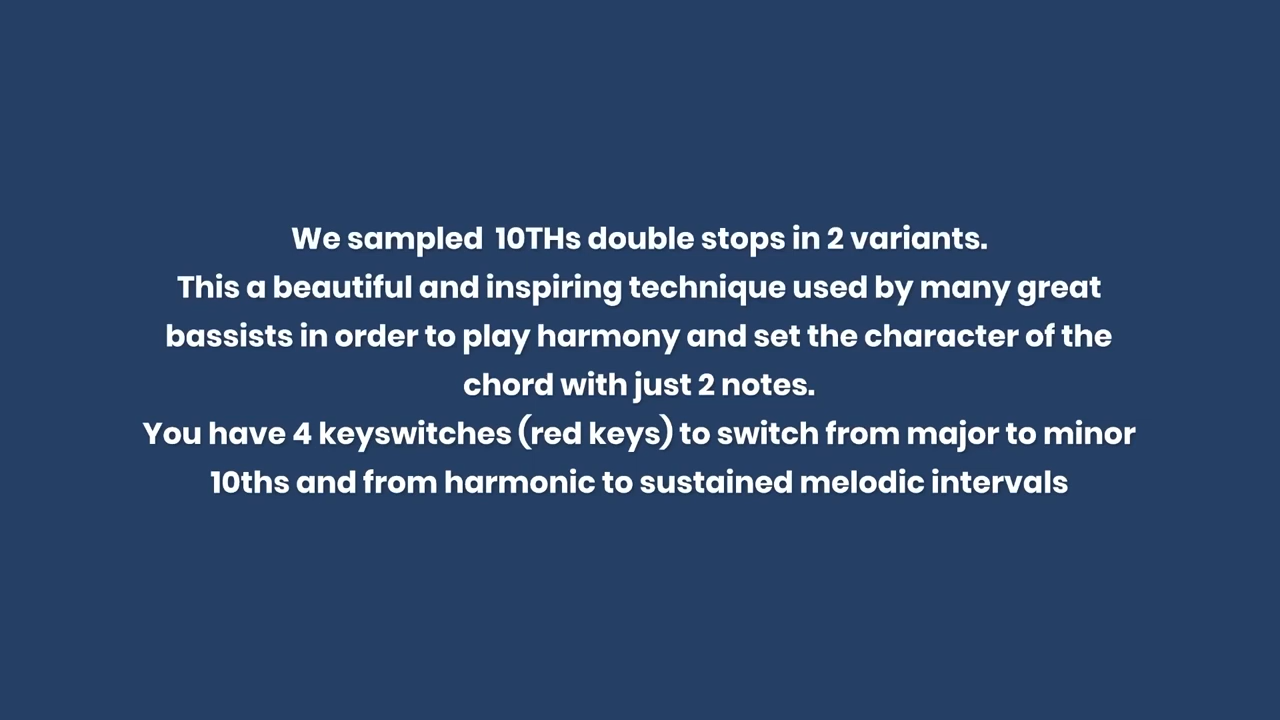 We sampled  10THs double stops in 2 variants.
This a beautiful and inspiring technique used by many great
bassists in order to play harmony and set the character of the
chord with just 2 notes.
You have 4 keyswitches (red keys) to switch from major to minor
10ths and from harmonic to sustained melodic intervals